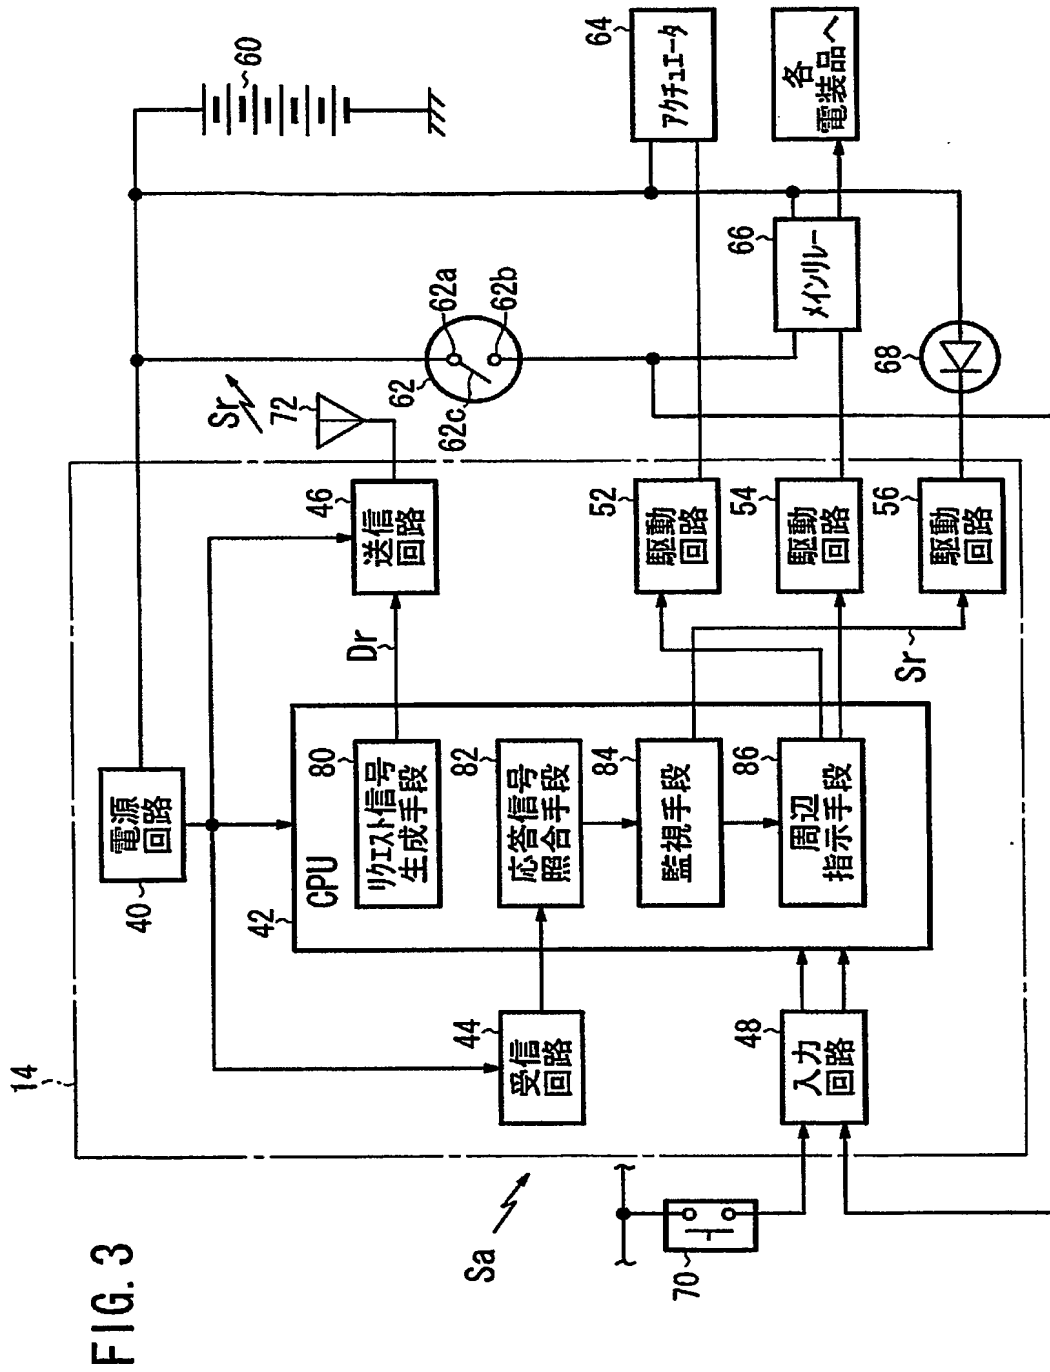 FIG. 3
14
40
電源
回路
60
Sr
72
46
送信
回路
Dr
62
62a
62b
62c
42
CPU
80
リクエスト信号
生成手段
82
応答信号
照合手段
84
監視手段
86
周辺
指示手段
44
受信
回路
48
入力
回路
Sa
70
52
駆動
回路
54
駆動
回路
56
駆動
回路
Sr
64
アクチュエータ
66
メインリレー
各
電装品へ
68